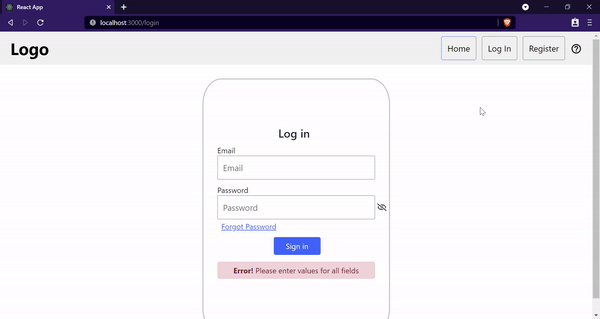 React App
localhost:3000/login
Logo
Home
Log In
Register
Log in
Email
Email
Password
Password
Forgot Password
Sign in
Error! Please enter values for all fields